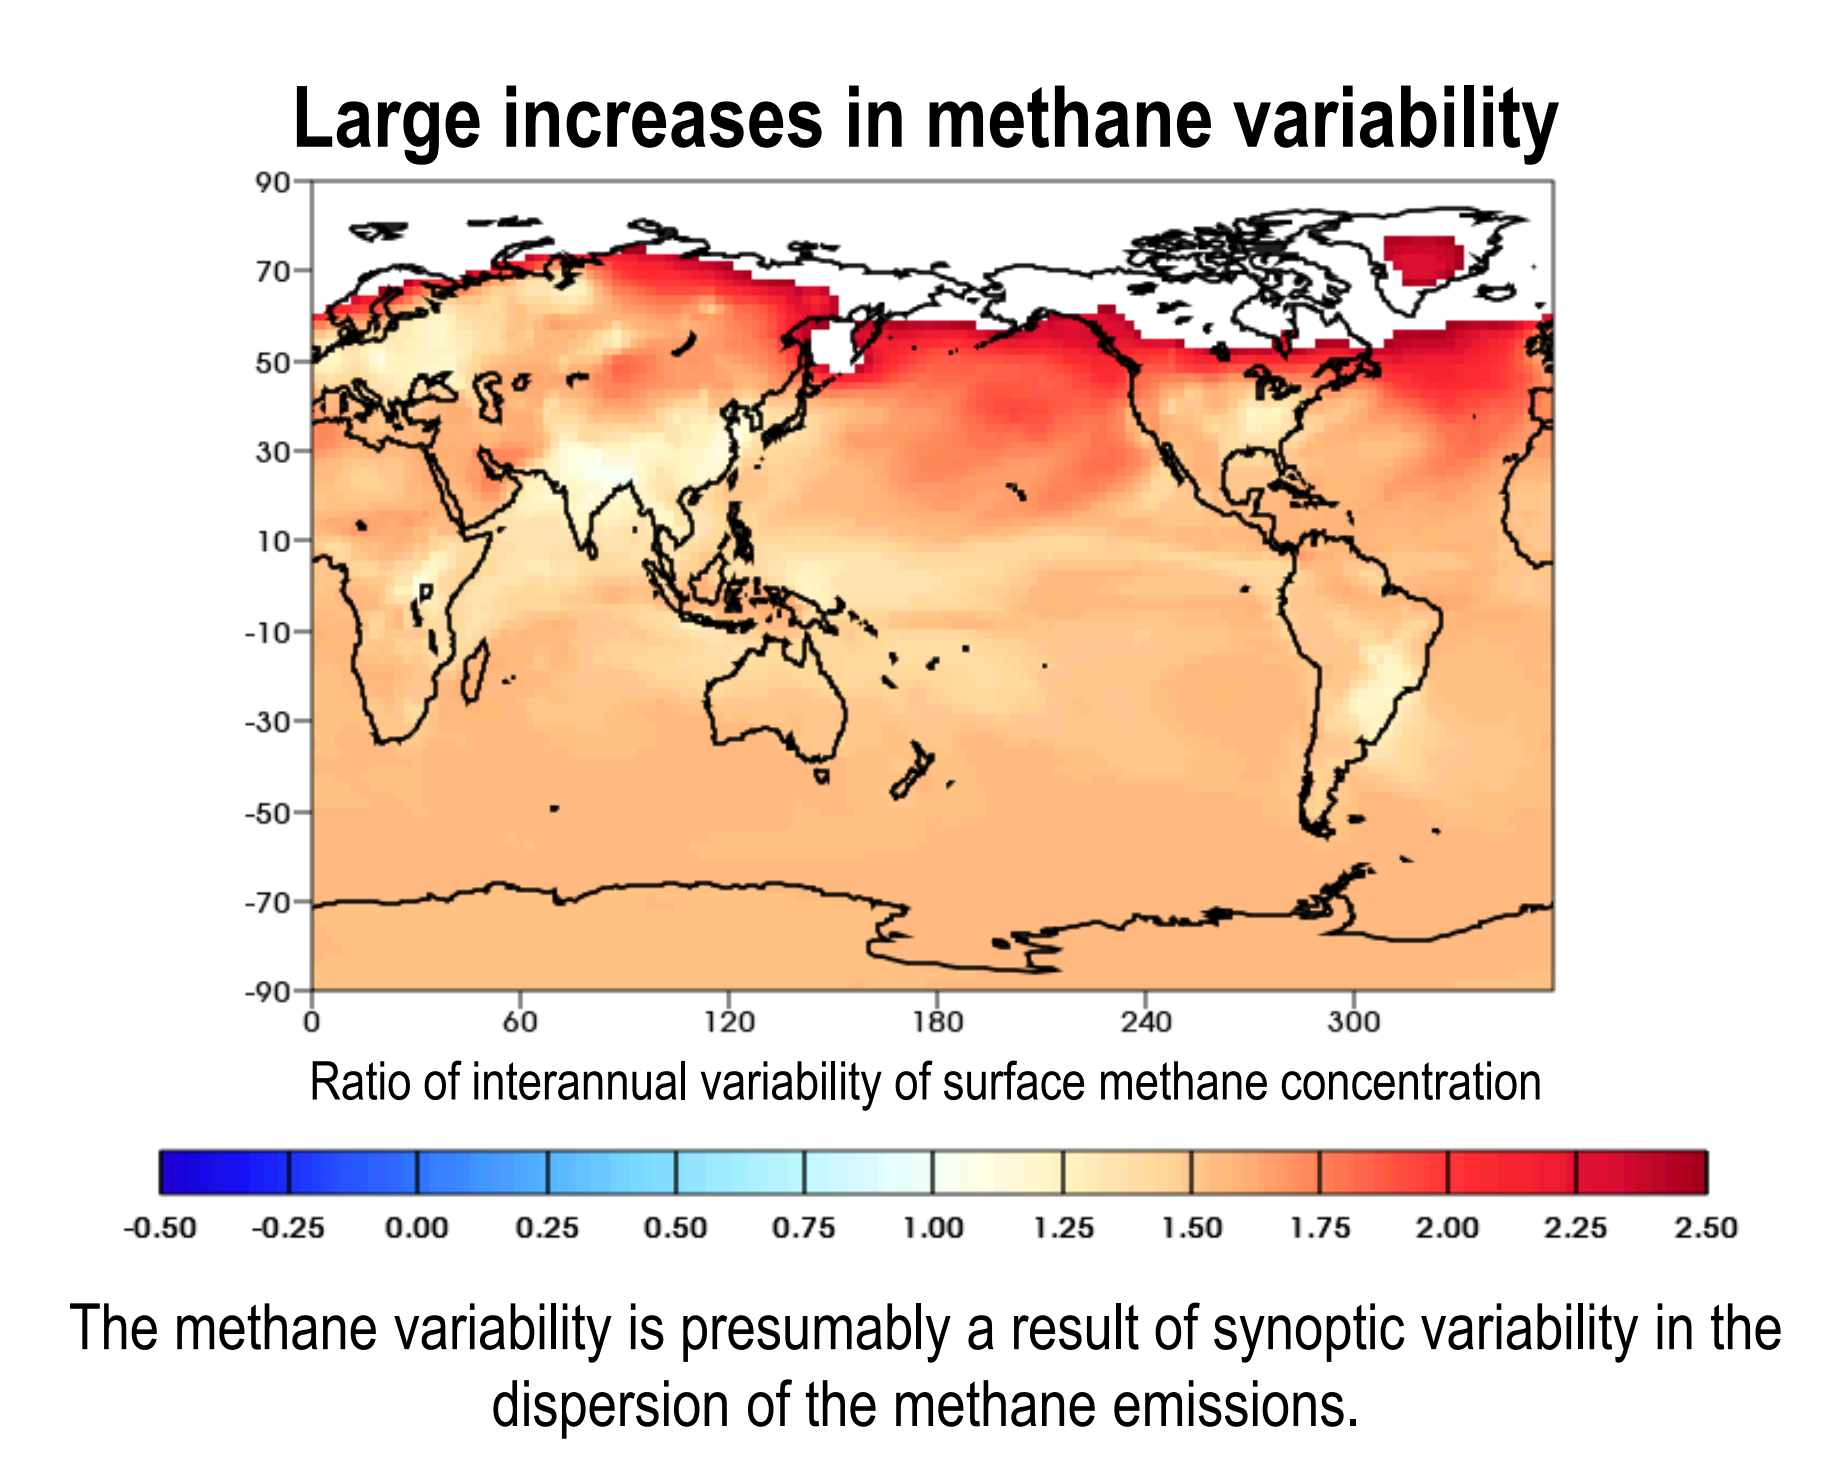 Large increases in methane variability
90
70
50
30
10
-10
-30
-50
-70
-90
0 60 120 180 240 300
Ratio of interannual variability of surface methane concentration
-0.50 -0.25 0.00 0.25 0.50 0.75 1.00 1.25 1.50 1.75 2.00 2.25 2.50
The methane variability is presumably a result of synoptic variability in the
dispersion of the methane emissions.